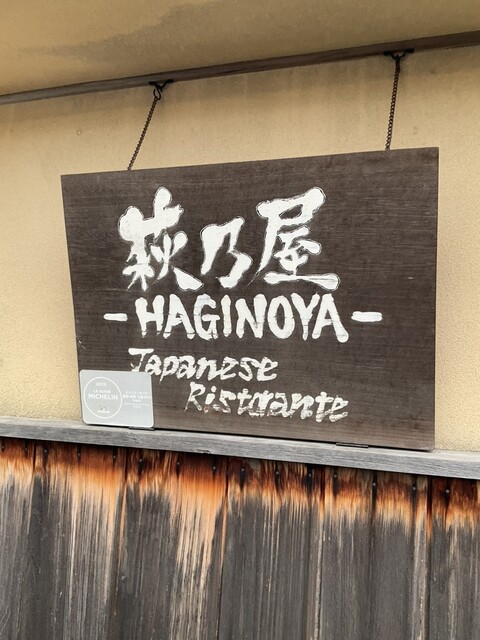 萩乃屋
-HAGINOYA-
Japanese
Ristorante
MICHELIN